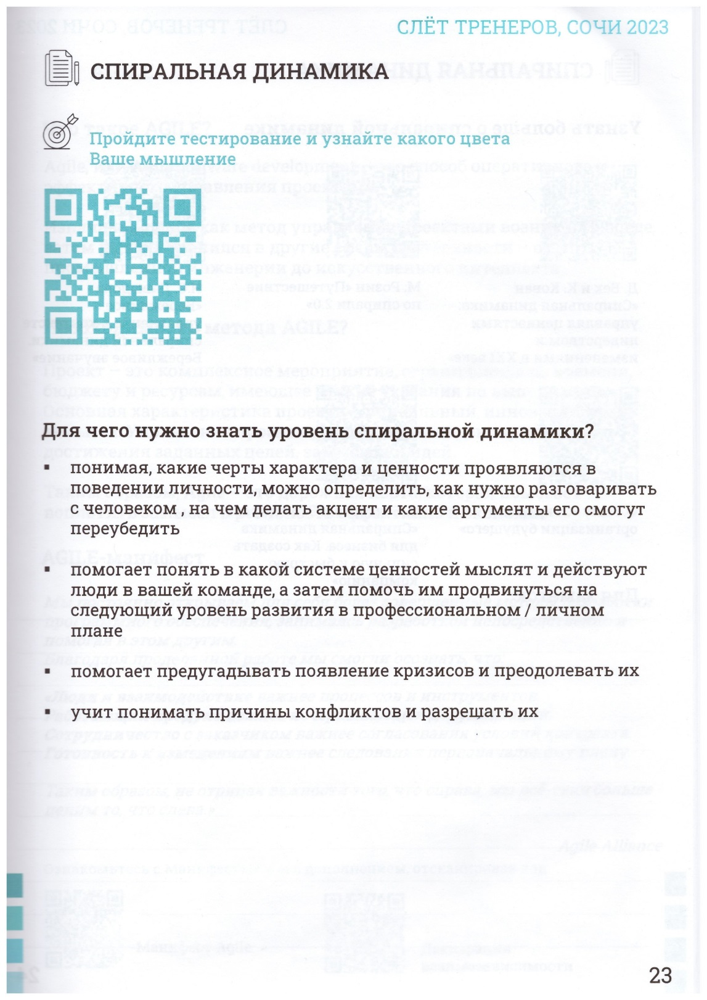 СЛЁТ ТРЕНЕРОВ, СОЧИ 2023
СПИРАЛЬНАЯ ДИНАМИКА
Пройдите тестирование и узнайте какого цвета
Ваше мышление
Для чего нужно знать уровень спиральной динамики?
▪ понимая, какие черты характера и ценности проявляются в
поведении личности, можно определить, как нужно разговаривать
с человеком , на чем делать акцент и какие аргументы его смогут
переубедить
▪ помогает понять в какой системе ценностей мыслят и действуют
люди в вашей команде, а затем помочь им продвинуться на
следующий уровень развития в профессиональном / личном
плане
▪ помогает предугадывать появление кризисов и преодолевать их
▪ учит понимать причины конфликтов и разрешать их
23